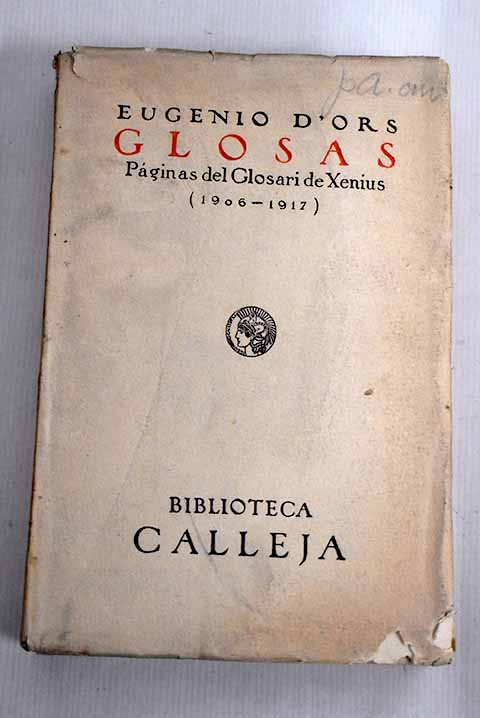 EUGENIO D'ORS
GLOSAS
Páginas del Glosari de Xenius
(1906-1917)
BIBLIOTECA
CALLEJA